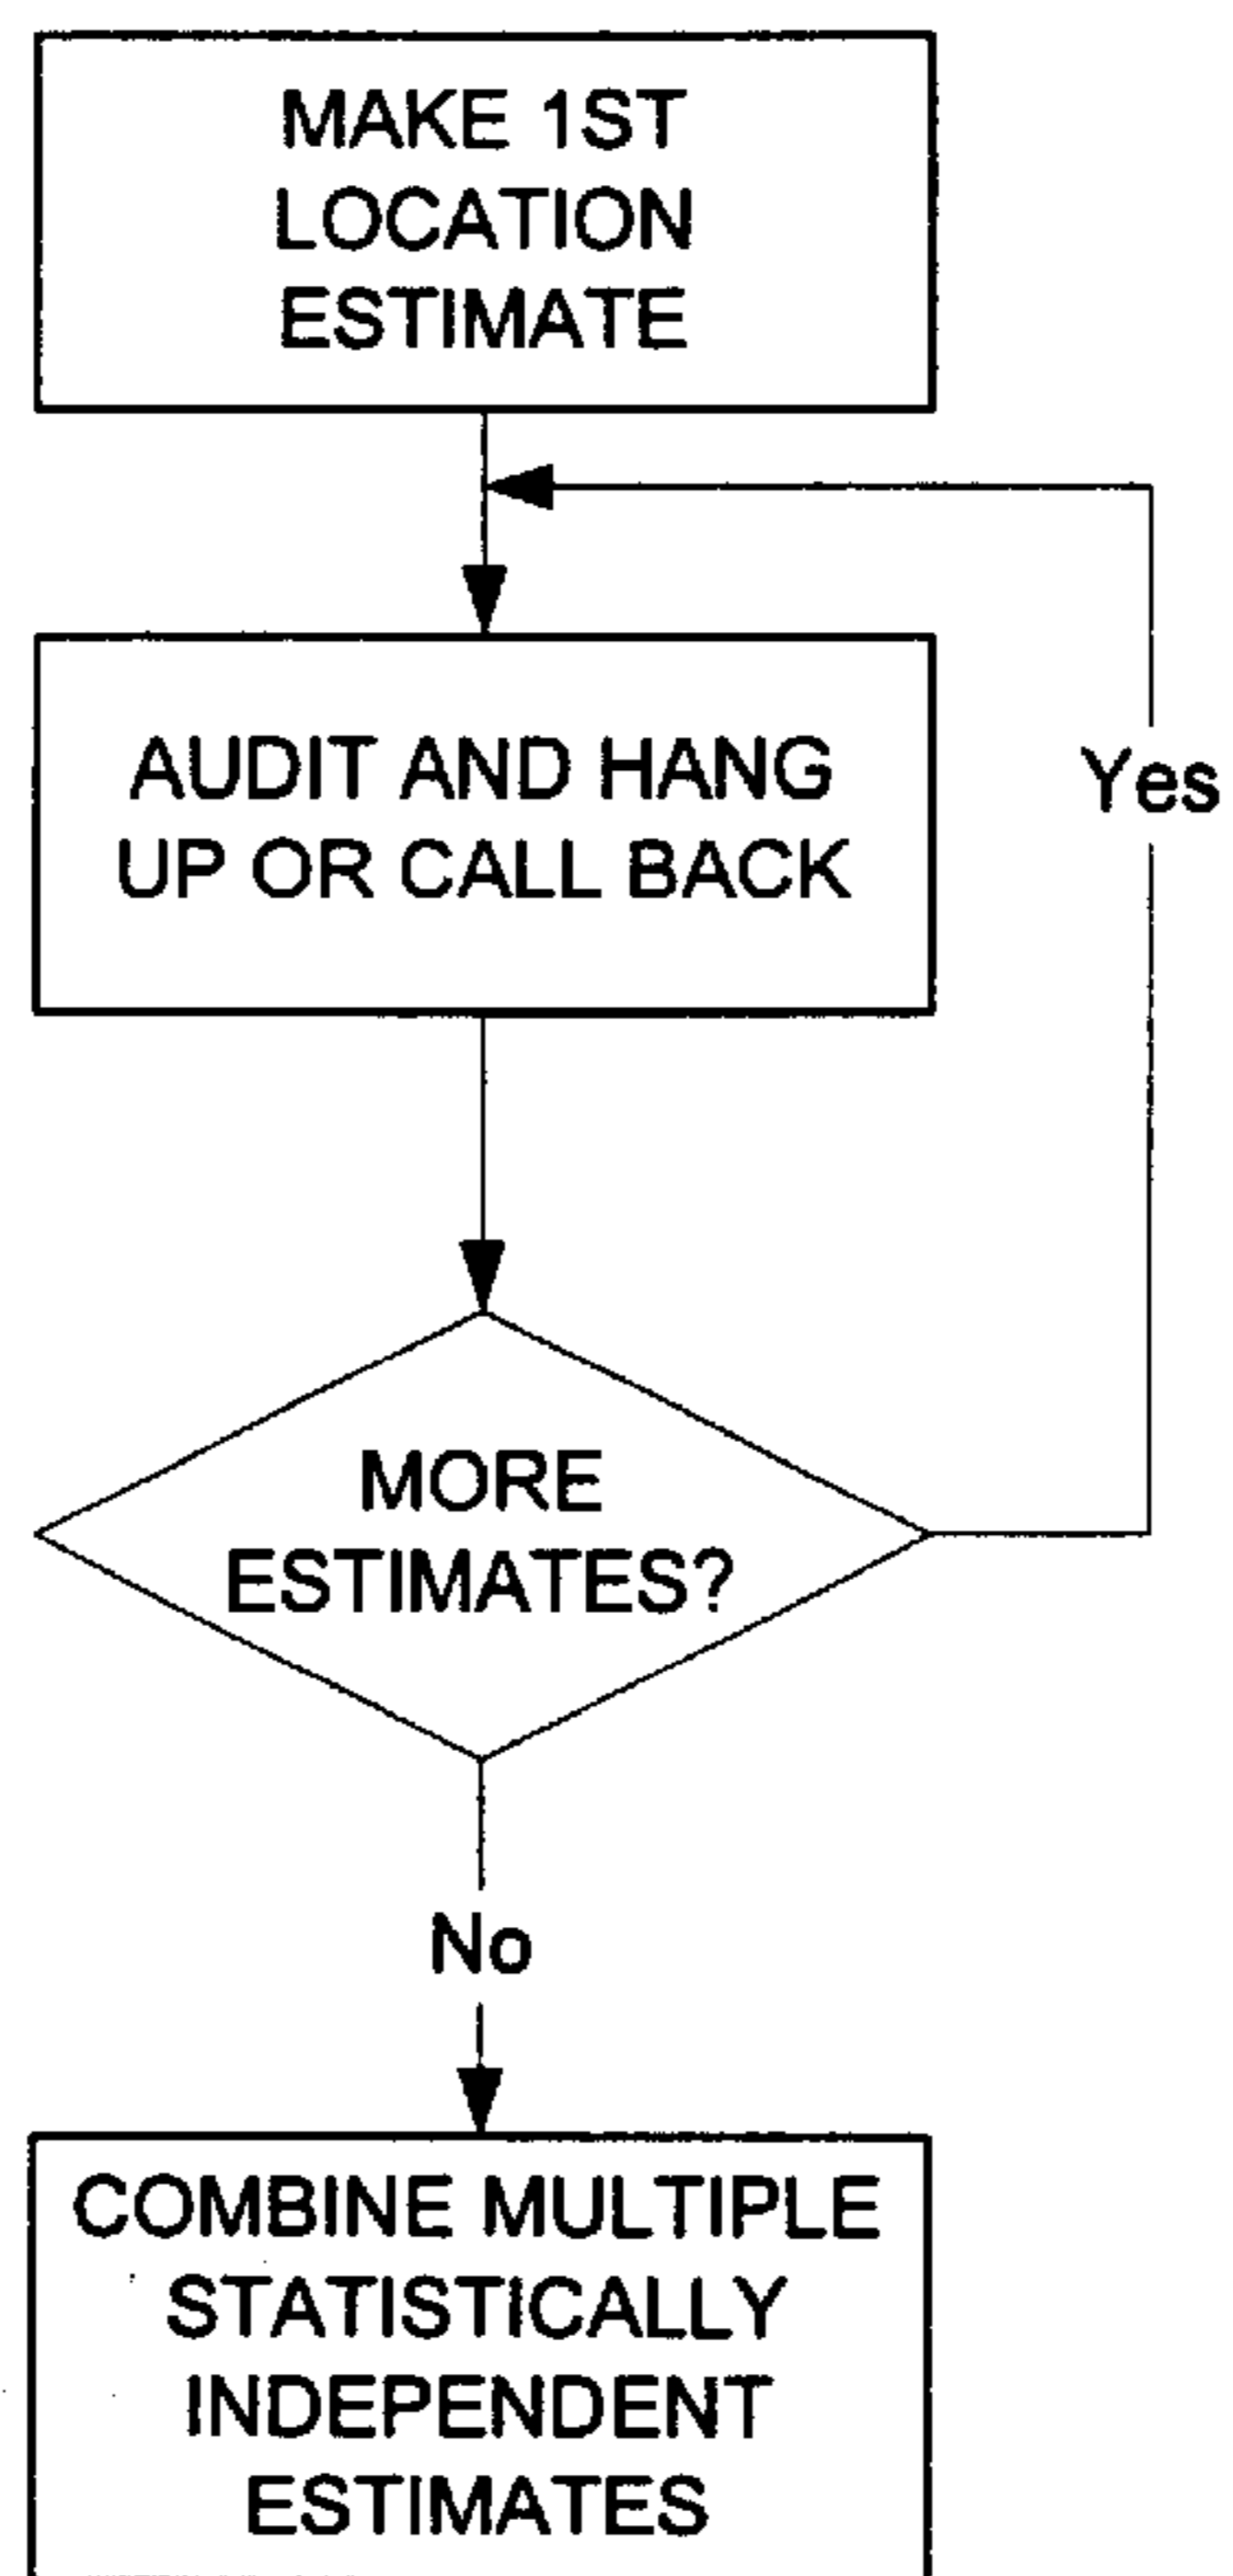 MAKE 1ST
LOCATION
ESTIMATE
AUDIT AND HANG
UP OR CALL BACK
Yes
MORE
ESTIMATES?
No
COMBINE MULTIPLE
STATISTICALLY
INDEPENDENT
ESTIMATES